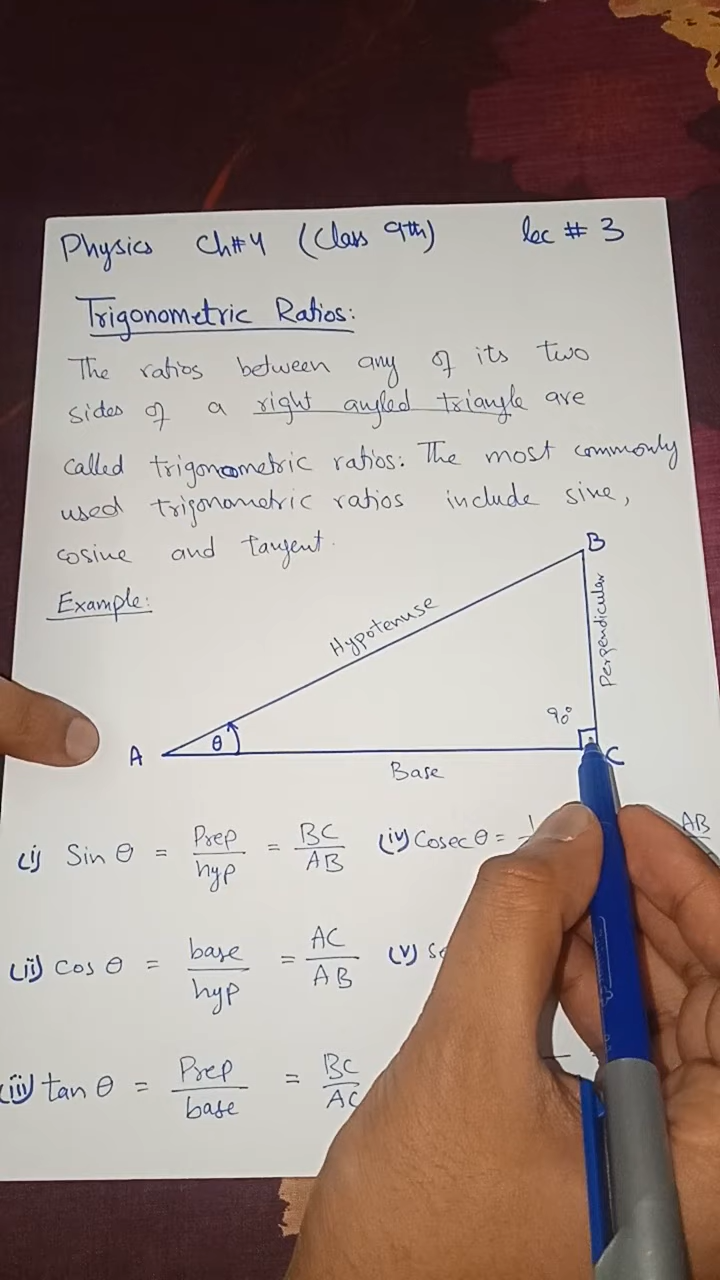 Physics Ch#4 (Class 9th) lec # 3
Trigonometric Ratios:
The ratios between any of its two
sides of a right angled triangle are
called trigonometric ratios. The most commonly
used trigonometric ratios include sine,
cosine and tangent.
Example:
B
Hypotenuse
Perpendicular
90°
A
θ
C
Base
(i) Sin θ = Prep/hyp = BC/AB
(iv) Cosec θ = AB
(ii) Cos θ = base/hyp = AC/AB
(v)
(iii) tan θ = Prep/base = BC/AC